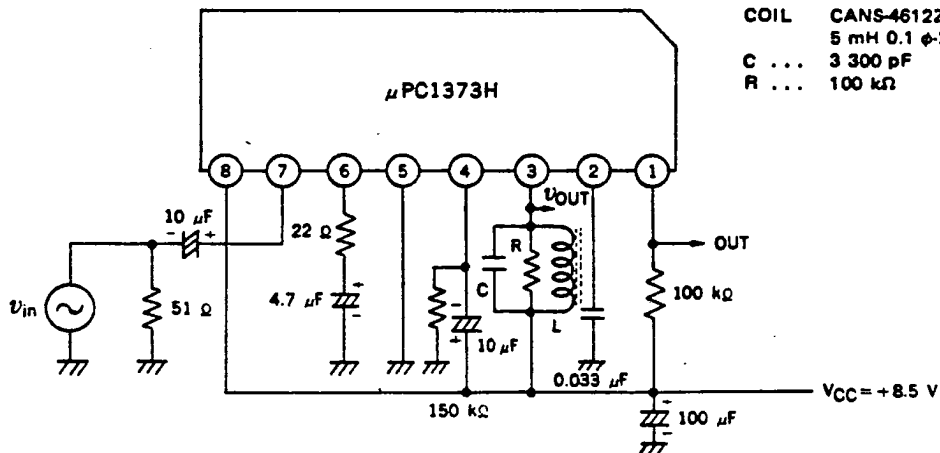 COIL CANS-46122
5 mH 0.1 φ-
C ... 3 300 pF
R ... 100 kΩ
μPC1373H
8 7 6 5 4 3 2 1
vOUT
10 μF
- +
22 Ω
R
OUT
C
100 kΩ
4.7 μF
+
-
vin
51 Ω
-
+
10 μF
L
0.033 μF
VCC = +8.5 V
150 kΩ
+
100 μF
-